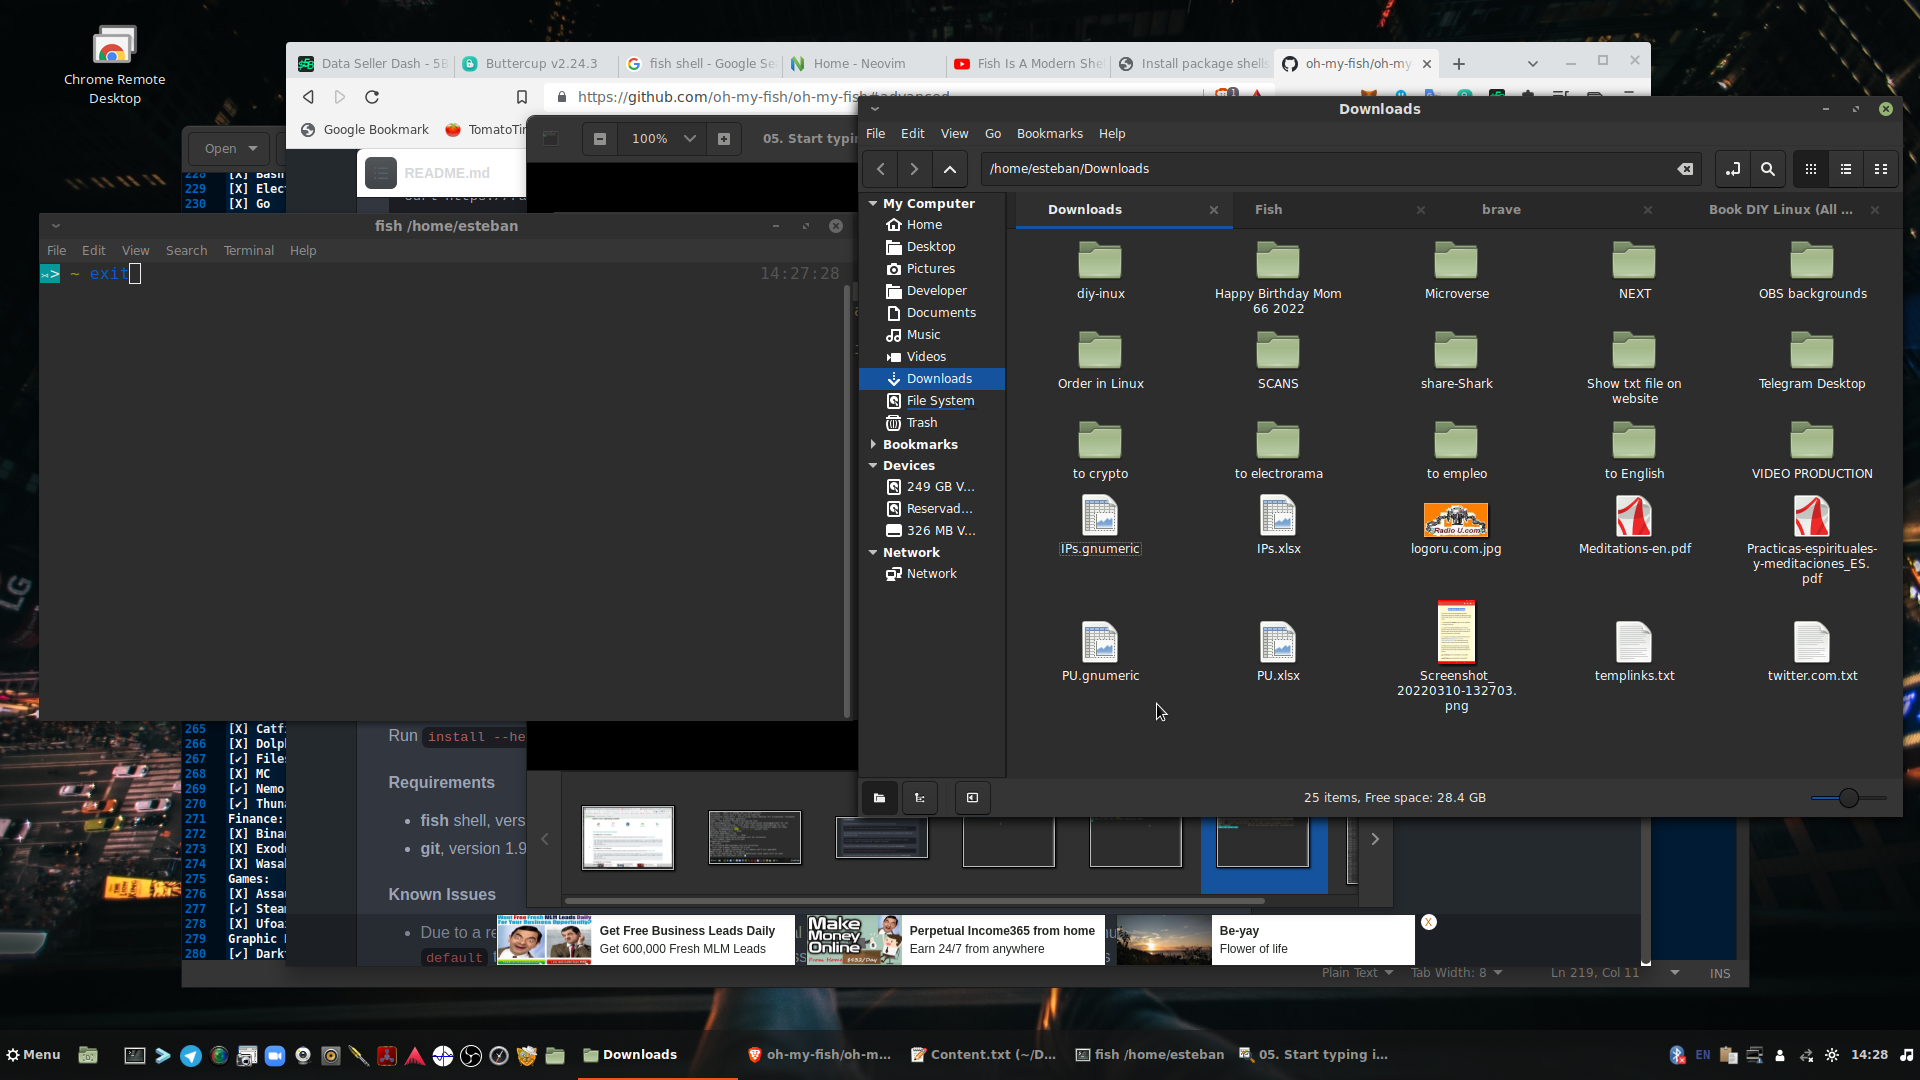 Chrome Remote
Desktop
Data Seller Dash - 5B
Buttercup v2.24.3
fish shell - Google Se
Home - Neovim
Fish Is A Modern She
Install package shells
oh-my-fish/oh-my
https://github.com/oh-my-fish/oh-my-fish#advanced
Google Bookmark
TomatoTim
Open
README.md
100%
05. Start typi
228 [X] Bash
229 [X] Elec
230 [X] Go
fish /home/esteban
File Edit View Search Terminal Help
~ exit
14:27:28
Downloads
File Edit View Go Bookmarks Help
/home/esteban/Downloads
Downloads
Fish
brave
Book DIY Linux (All ...
My Computer
Home
Desktop
Pictures
Developer
Documents
Music
Videos
Downloads
File System
Trash
Bookmarks
Devices
249 GB V...
Reservad...
326 MB V...
Network
Network
diy-inux
Happy Birthday Mom
66 2022
Microverse
NEXT
OBS backgrounds
Order in Linux
SCANS
share-Shark
Show txt file on
website
Telegram Desktop
to crypto
to electrorama
to empleo
to English
VIDEO PRODUCTION
IPs.gnumeric
IPs.xlsx
logoru.com.jpg
Meditations-en.pdf
Practicas-espirituales-
y-meditaciones_ES.
pdf
PU.gnumeric
PU.xlsx
Screenshot_
20220310-132703.
png
templinks.txt
twitter.com.txt
25 items, Free space: 28.4 GB
265 [X] Catf
266 [X] Dolp
267 [✓] Files
268 [X] MC
269 [✓] Nemo
270 [✓] Thun
271 Finance:
272 [X] Bina
273 [X] Exod
274 [X] Wasa
275 Games:
276 [X] Assa
277 [✓] Stea
278 [X] Ufoa
279 Graphic
280 [✓] Dark
Run install --he
Requirements
fish shell, vers
git, version 1.9
Known Issues
Due to a re
default
Get Free Business Leads Daily
Get 600,000 Fresh MLM Leads
Make
Money
Online
Perpetual Income365 from home
Earn 24/7 from anywhere
Be-yay
Flower of life
X
Plain Text
Tab Width: 8
Ln 219, Col 11
INS
LG
Menu
Downloads
oh-my-fish/oh-m...
Content.txt (~/D...
fish /home/esteban
05. Start typing i...
EN
14:28